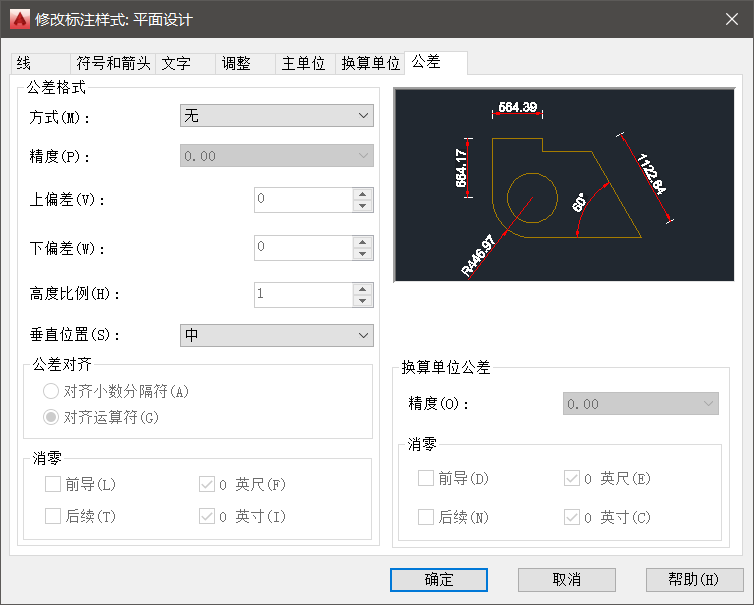 修改标注样式: 平面设计
线 符号和箭头 文字 调整 主单位 换算单位 公差
公差格式
方式(M): 无
精度(P): 0.00
上偏差(V): 0
下偏差(W): 0
高度比例(H): 1
垂直位置(S): 中
公差对齐
对齐小数分隔符(A)
对齐运算符(G)
消零
前导(L) 0 英尺(F)
后续(T) 0 英寸(I)
564.39
664.17
1122.64
60°
R446.97
换算单位公差
精度(O): 0.00
消零
前导(D) 0 英尺(E)
后续(N) 0 英寸(C)
确定 取消 帮助(H)